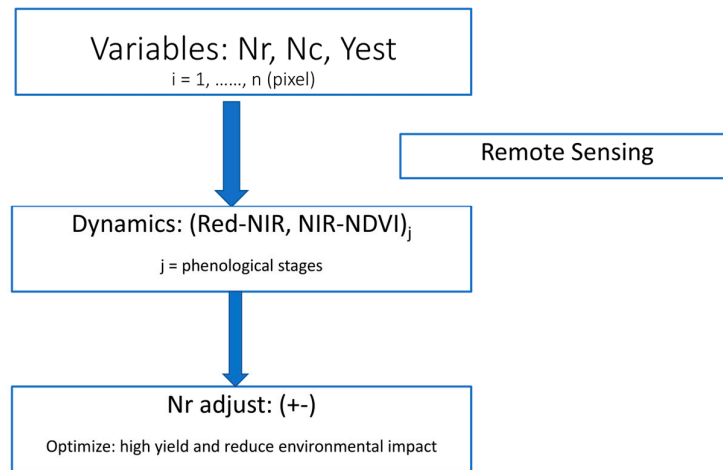 Variables: Nr, Nc, Yest
i = 1, ……, n (pixel)
Remote Sensing
Dynamics: (Red-NIR, NIR-NDVI)j
j = phenological stages
Nr adjust: (+-)
Optimize: high yield and reduce environmental impact